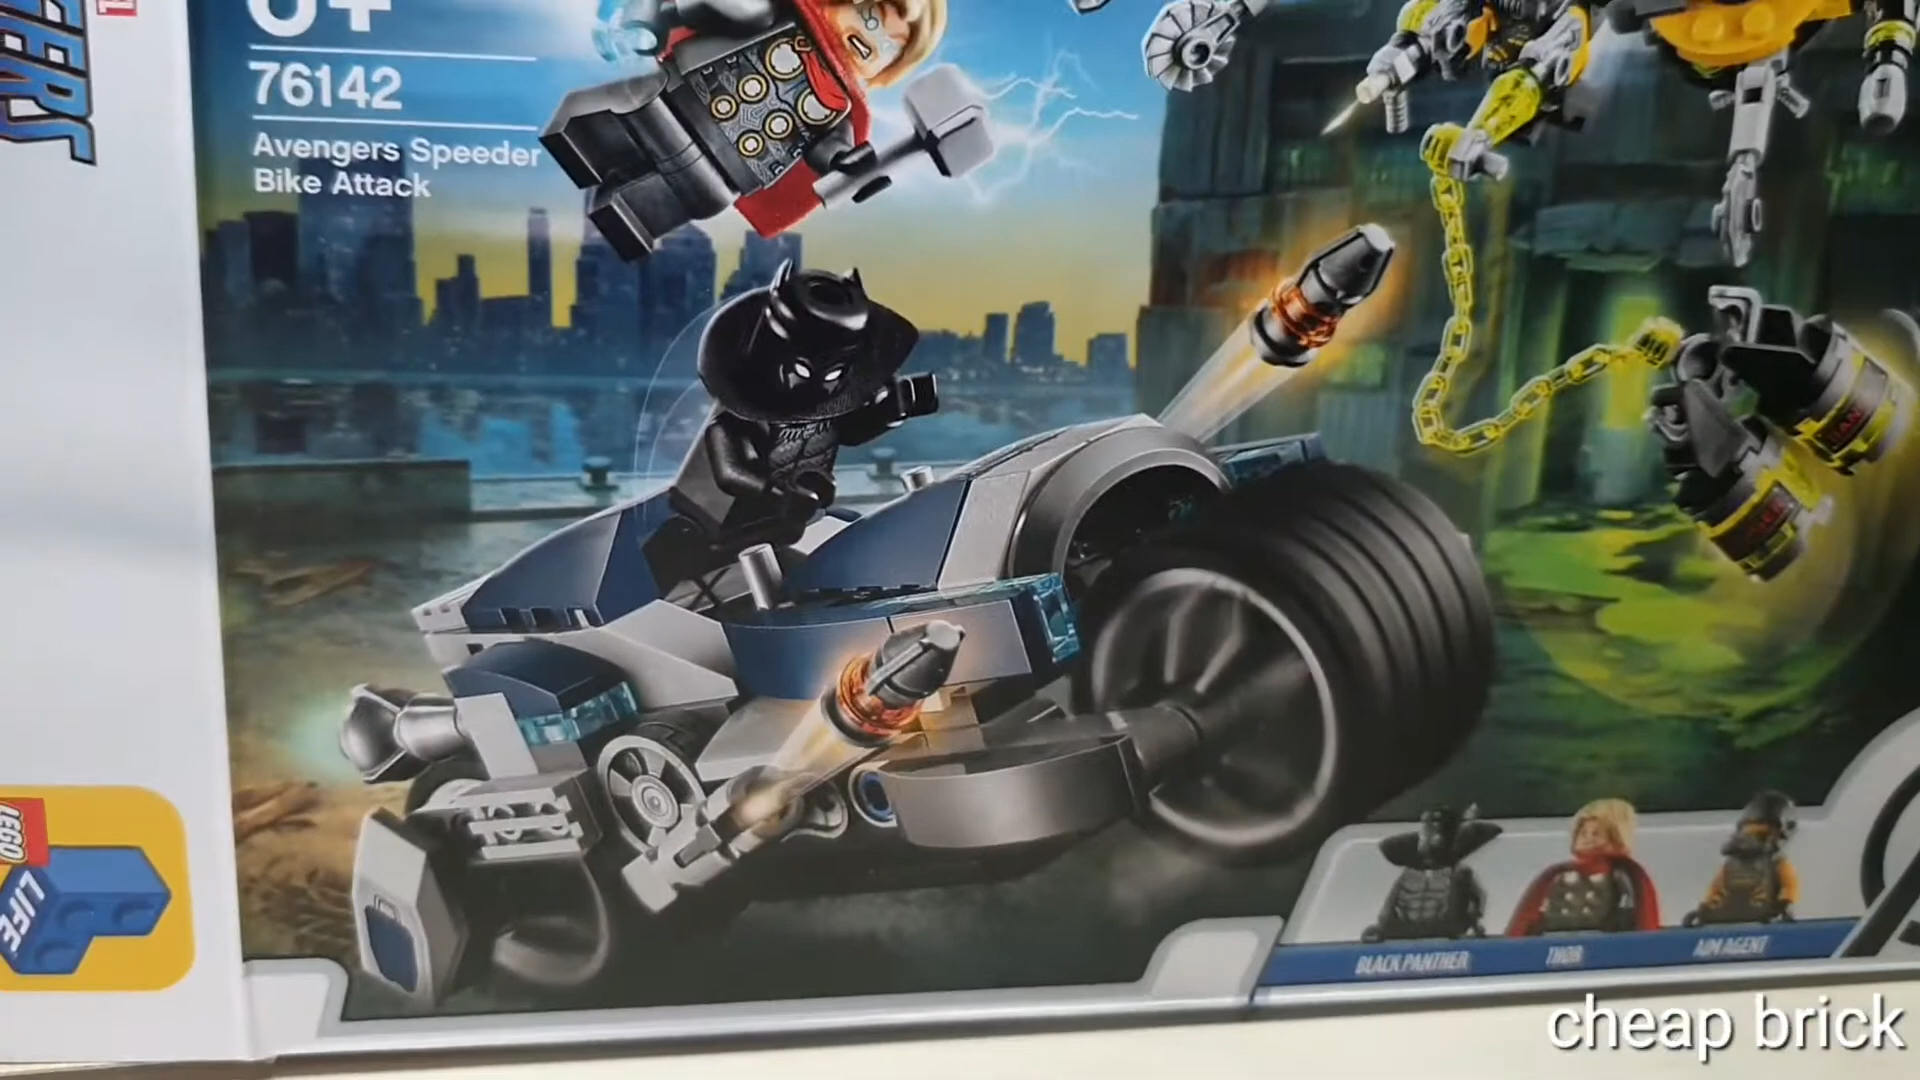 76142
Avengers Speeder
Bike Attack
LEGO
LIFE
BLACK PANTHER
THOR
AIM AGENT
cheap brick